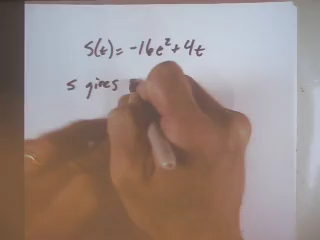 S(t) = -16t² + 4t
s gives